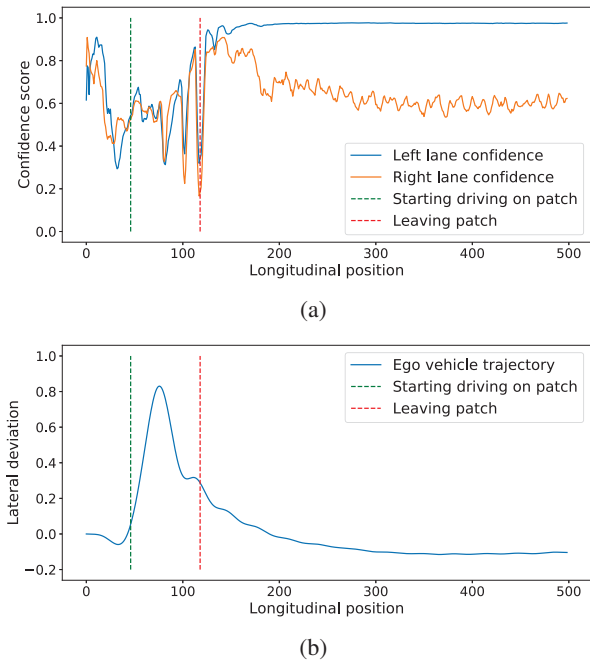 1.0
0.8
0.6
0.4
0.2
0.0
Confidence score
Left lane confidence
Right lane confidence
Starting driving on patch
Leaving patch
0 100 200 300 400 500
Longitudinal position
(a)
1.0
0.8
0.6
0.4
0.2
0.0
−0.2
Lateral deviation
Ego vehicle trajectory
Starting driving on patch
Leaving patch
0 100 200 300 400 500
Longitudinal position
(b)